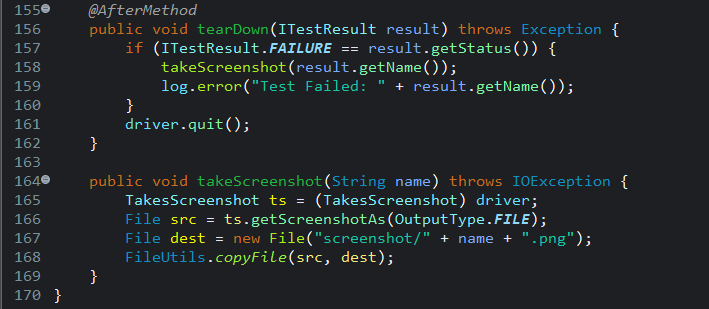 155 @AfterMethod
156 public void tearDown(ITestResult result) throws Exception {
157 if (ITestResult.FAILURE == result.getStatus()) {
158 takeScreenshot(result.getName());
159 log.error("Test Failed: " + result.getName());
160 }
161 driver.quit();
162 }
163
164 public void takeScreenshot(String name) throws IOException {
165 TakesScreenshot ts = (TakesScreenshot) driver;
166 File src = ts.getScreenshotAs(OutputType.FILE);
167 File dest = new File("screenshot/" + name + ".png");
168 FileUtils.copyFile(src, dest);
169 }
170 }